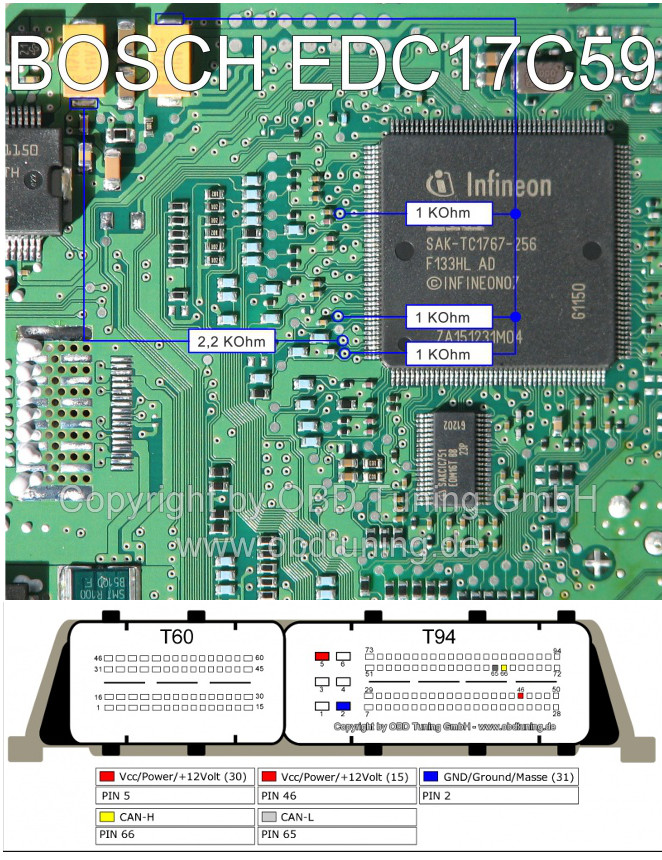 BOSCH EDC17C59
Infineon
1 KOhm
SAK-TC1767-256
F133HL AD
©INFINEON07
G1150
1 KOhm
2,2 KOhm
7A151231M04
1 KOhm
G1202
Copyright by OBD Tuning GmbH
www.obdtuning.de
T60
T94
46 60
31 45
16 30
1 15
5 6
3 4
1 2
73 94
51 65 66 72
29 46 50
7 28
Copyright by OBD Tuning GmbH - www.obdtuning.de
Vcc/Power/+12Volt (30)
PIN 5
Vcc/Power/+12Volt (15)
PIN 46
GND/Ground/Masse (31)
PIN 2
CAN-H
PIN 66
CAN-L
PIN 65